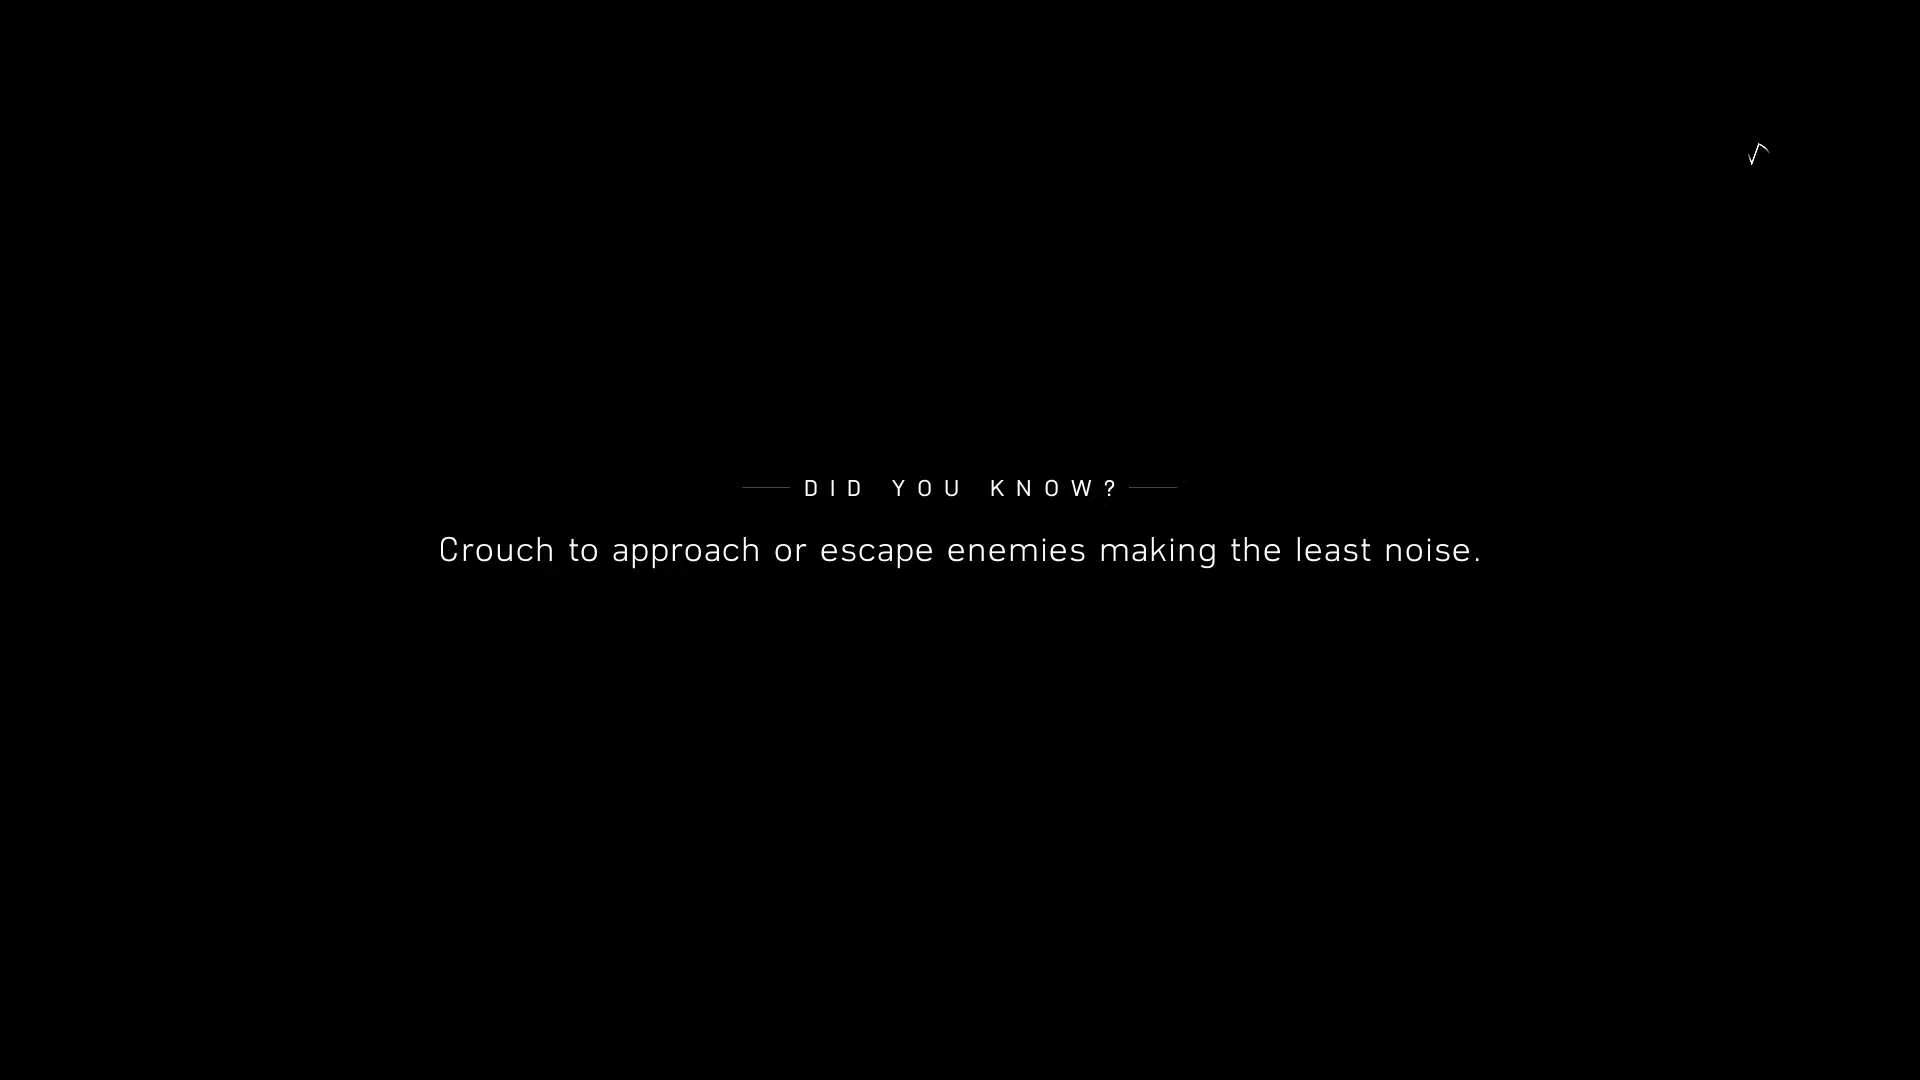 DID YOU KNOW?
Crouch to approach or escape enemies making the least noise.